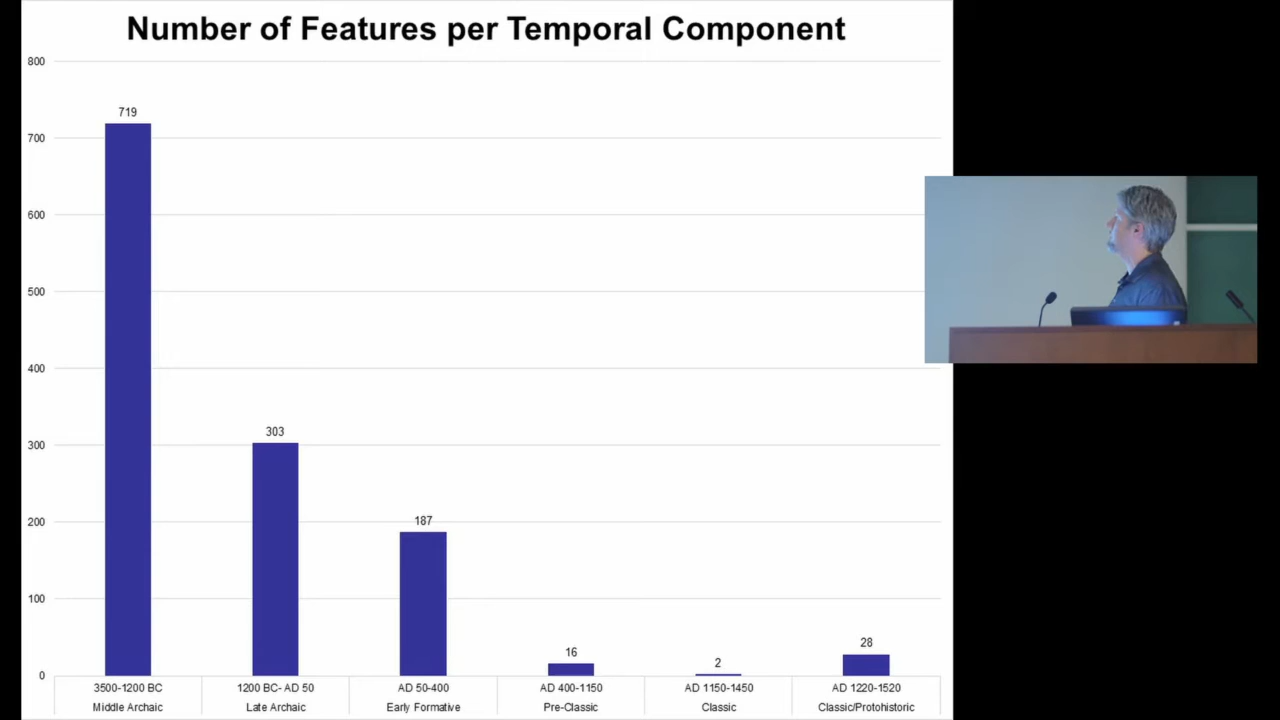 Number of Features per Temporal Component
800
700
600
500
400
300
200
100
0
719
303
187
16
2
28
3500-1200 BC
Middle Archaic
1200 BC- AD 50
Late Archaic
AD 50-400
Early Formative
AD 400-1150
Pre-Classic
AD 1150-1450
Classic
AD 1220-1520
Classic/Protohistoric